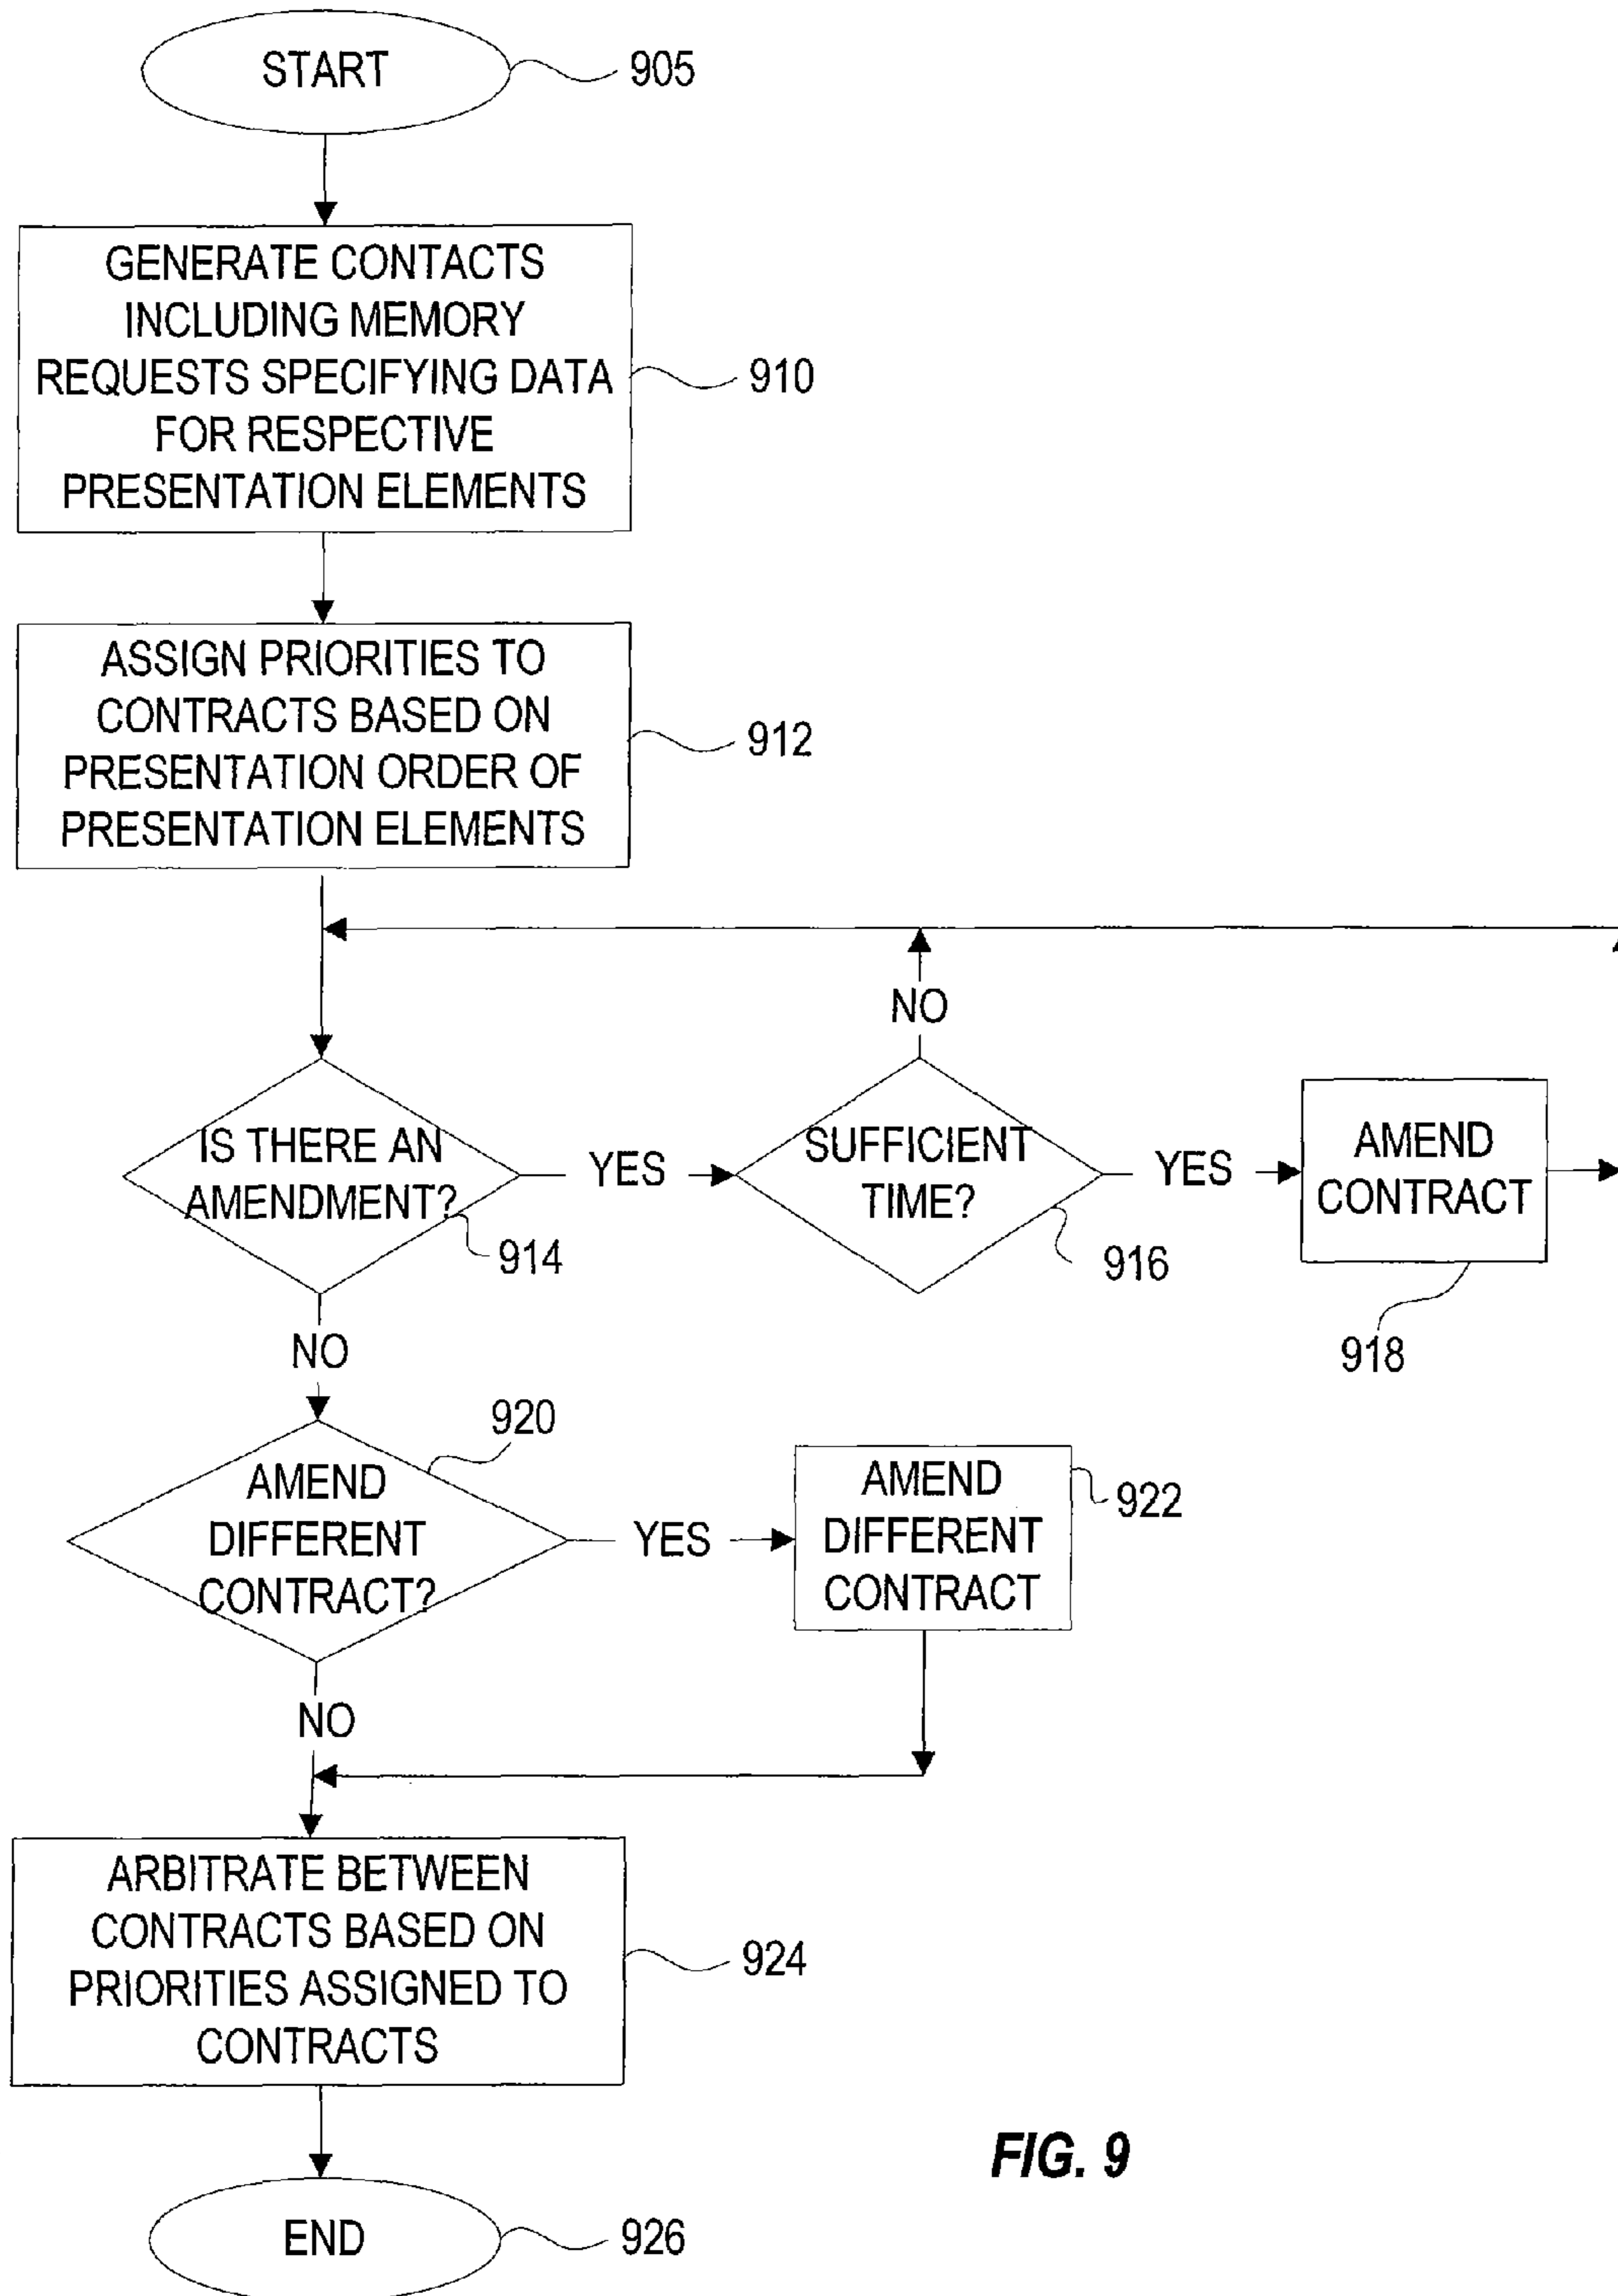 START
905
GENERATE CONTACTS
INCLUDING MEMORY
REQUESTS SPECIFYING DATA
FOR RESPECTIVE
PRESENTATION ELEMENTS
910
ASSIGN PRIORITIES TO
CONTRACTS BASED ON
PRESENTATION ORDER OF
PRESENTATION ELEMENTS
912
IS THERE AN
AMENDMENT?
914
YES
SUFFICIENT
TIME?
916
NO
YES
AMEND
CONTRACT
918
NO
AMEND
DIFFERENT
CONTRACT?
920
YES
AMEND
DIFFERENT
CONTRACT
922
NO
ARBITRATE BETWEEN
CONTRACTS BASED ON
PRIORITIES ASSIGNED TO
CONTRACTS
924
END
926
FIG. 9